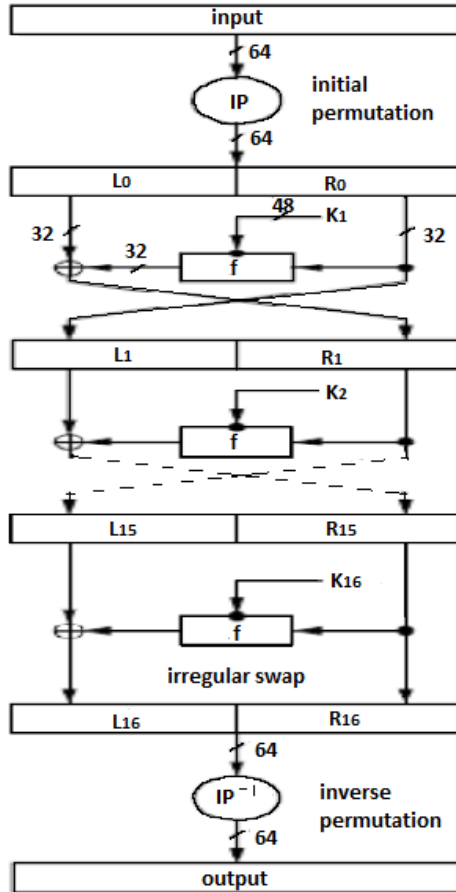 input
64
IP
initial
permutation
64
L0 R0
48 K1
32 32 32
f
L1 R1
K2
f
L15 R15
K16
f
irregular swap
L16 R16
64
IP⁻¹
inverse
permutation
64
output